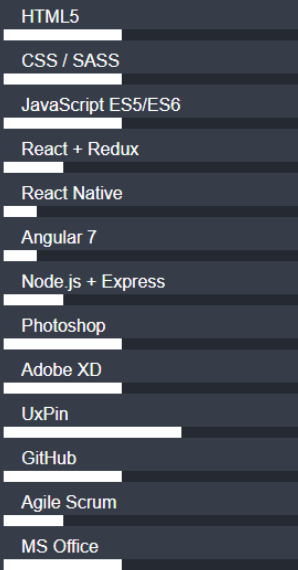 HTML5
CSS / SASS
JavaScript ES5/ES6
React + Redux
React Native
Angular 7
Node.js + Express
Photoshop
Adobe XD
UxPin
GitHub
Agile Scrum
MS Office